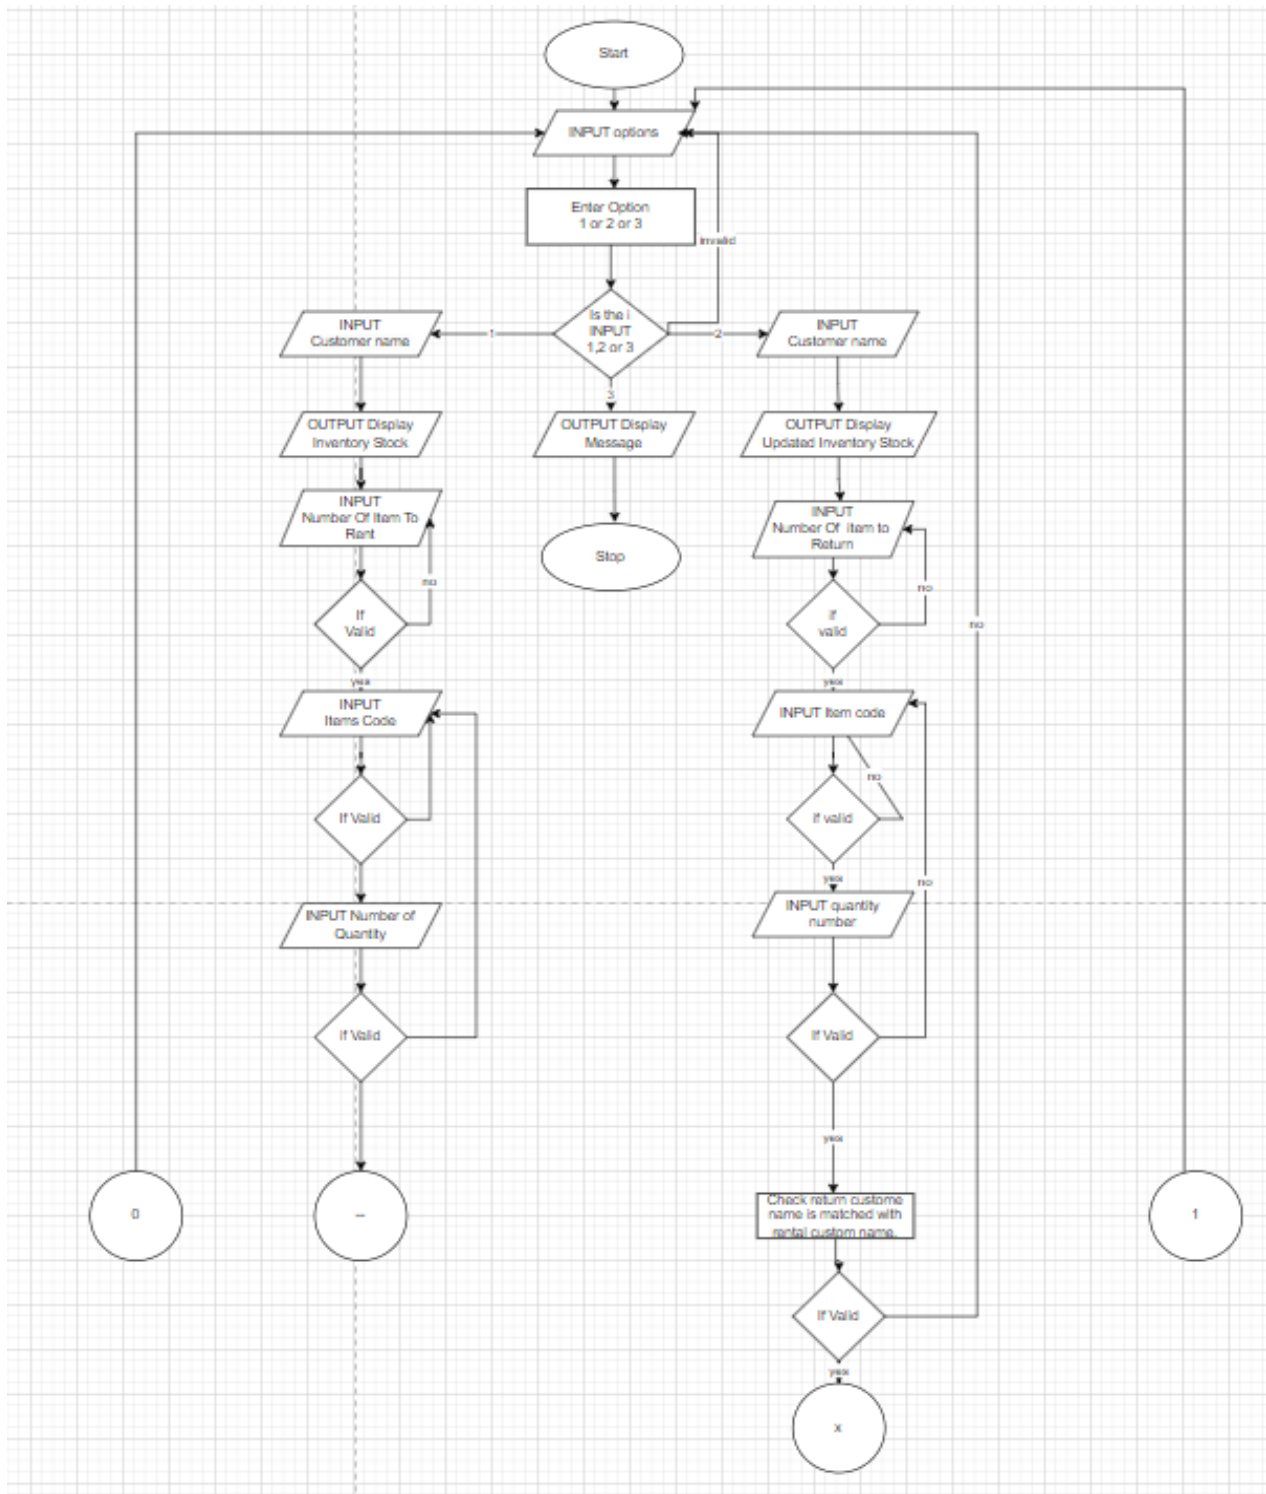 Start
INPUT options
Enter Option
1 or 2 or 3
invalid
Is the i
INPUT
1,2 or 3
1
2
3
INPUT
Customer name
INPUT
Customer name
OUTPUT Display
Inventory Stock
OUTPUT Display
Message
OUTPUT Display
Updated Inventory Stock
INPUT
Number Of Item To
Rent
Stop
INPUT
Number Of item to
Return
no
no
If
Valid
if
valid
no
yes
yes
INPUT
Items Code
INPUT Item code
no
If Valid
if valid
yes
no
INPUT Number of
Quantity
INPUT quantity
number
If Valid
If Valid
yes
0
--
Check return custome
name is matched with
rental custom name.
1
If Valid
yes
x